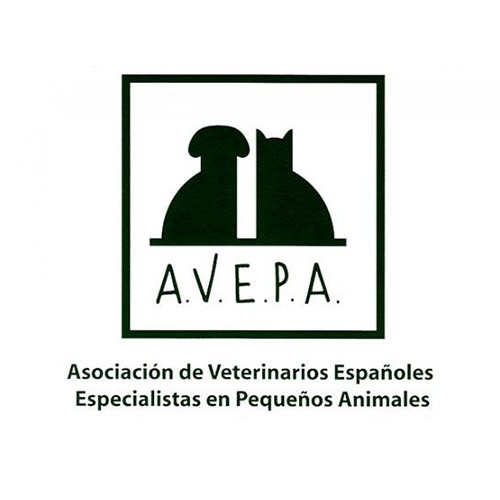 A.V.E.P.A.
Asociación de Veterinarios Españoles
Especialistas en Pequeños Animales